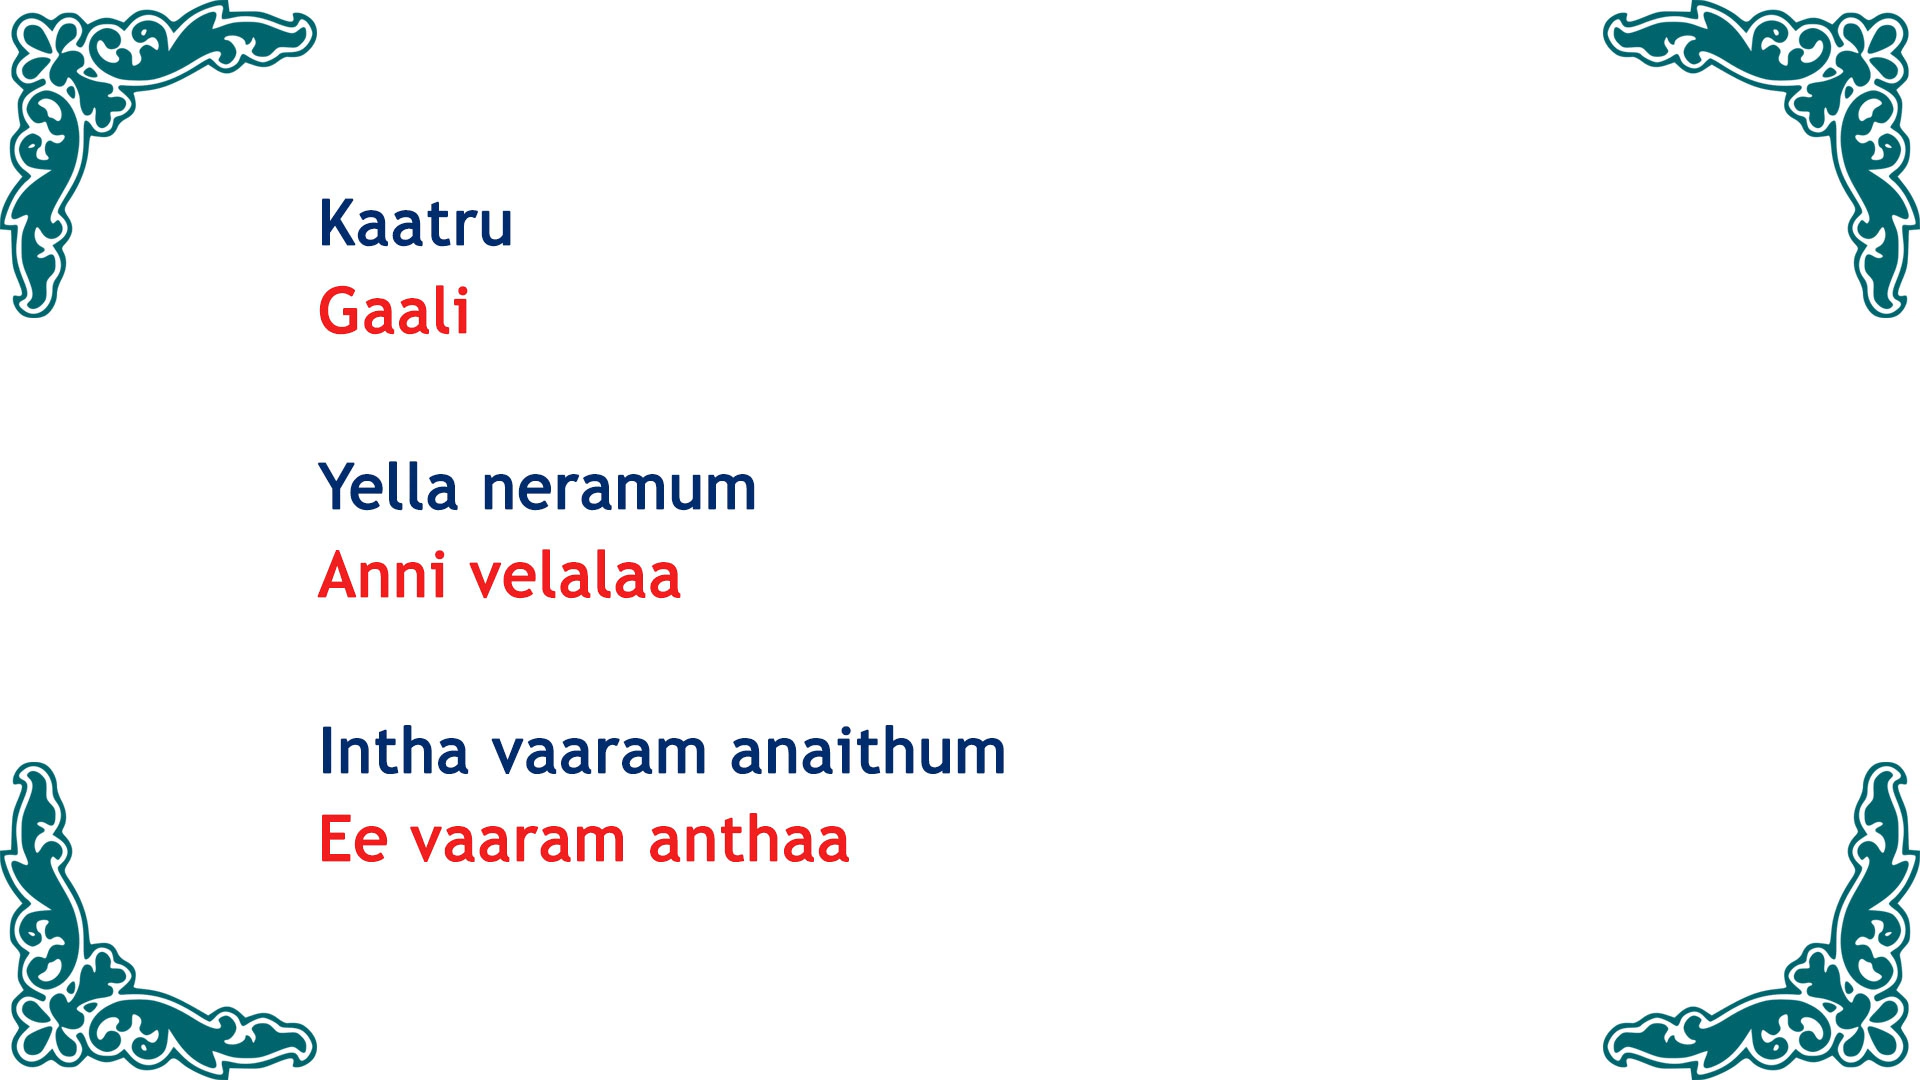 Kaatru
Gaali
Yella neramum
Anni velalaa
Intha vaaram anaithum
Ee vaaram anthaa